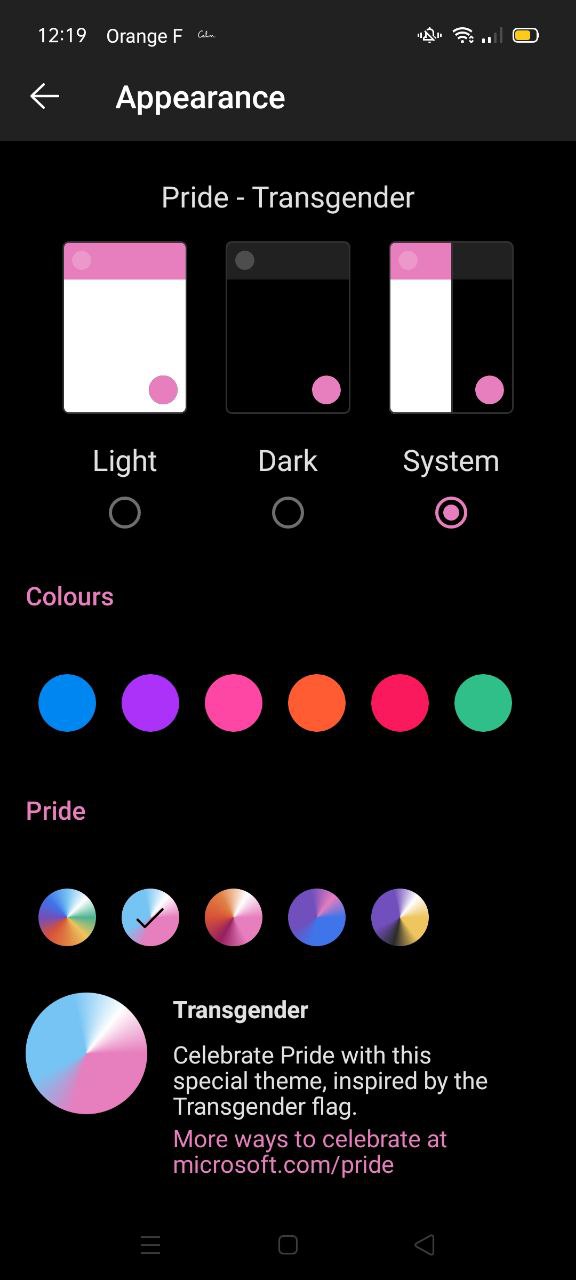 12:19 Orange F Calm
Appearance
Pride - Transgender
Light Dark System
Colours
Pride
Transgender
Celebrate Pride with this
special theme, inspired by the
Transgender flag.
More ways to celebrate at
microsoft.com/pride